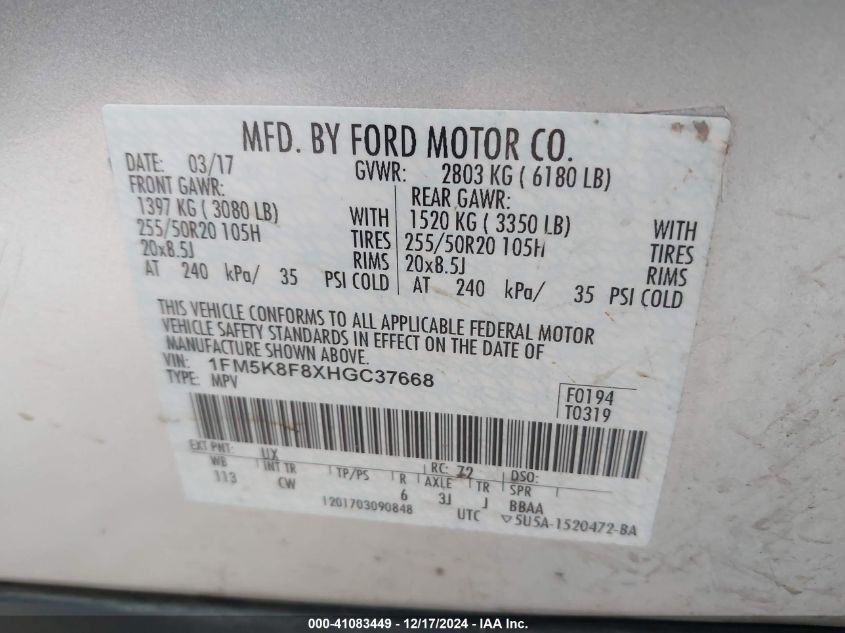 MFD. BY FORD MOTOR CO.
DATE: 03/17 GVWR: 2803 KG ( 6180 LB)
FRONT GAWR: REAR GAWR:
1397 KG ( 3080 LB) WITH 1520 KG ( 3350 LB) WITH
255/50R20 105H TIRES 255/50R20 105H TIRES
20x8.5J RIMS 20x8.5J RIMS
AT 240 kPa/ 35 PSI COLD AT 240 kPa/ 35 PSI COLD
THIS VEHICLE CONFORMS TO ALL APPLICABLE FEDERAL MOTOR
VEHICLE SAFETY STANDARDS IN EFFECT ON THE DATE OF
MANUFACTURE SHOWN ABOVE.
VIN: 1FM5K8F8XHGC37668
TYPE: MPV
F0194
T0319
EXT PNT: UX RC: 72 DSO:
WB INT TR TP/PS R AXLE TR SPR
113 CW 6 3J J BBAA
1201703090848 UTC ▽5U5A-1520472-BA
000-41083449 - 12/17/2024 - IAA Inc.